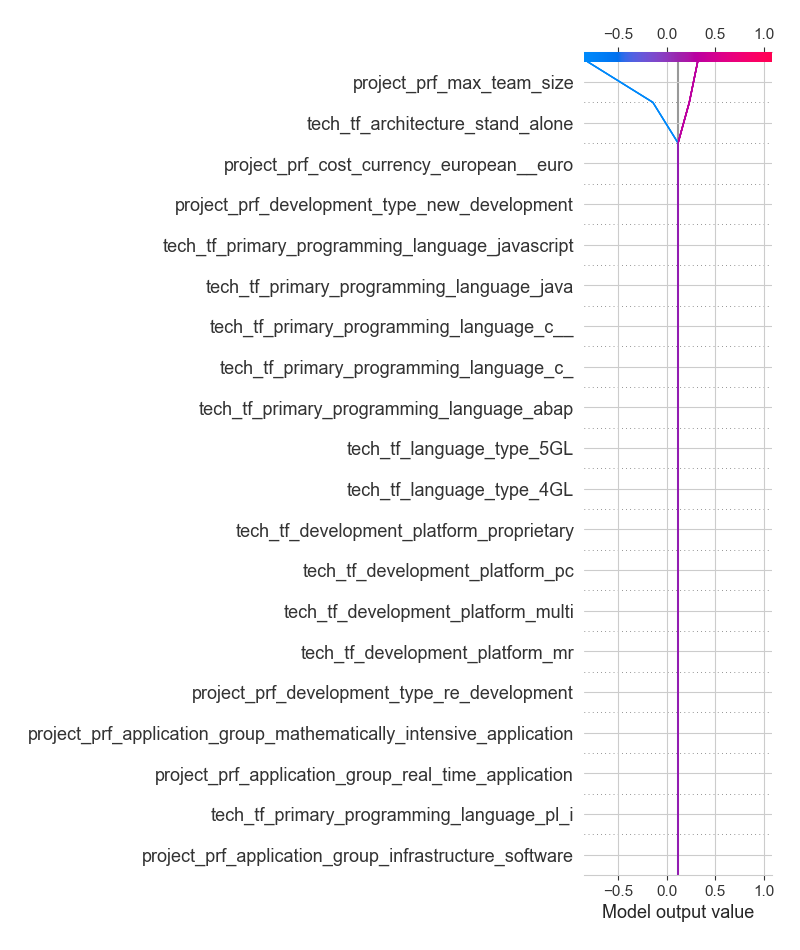 −0.5 0.0 0.5 1.0
project_prf_max_team_size
tech_tf_architecture_stand_alone
project_prf_cost_currency_european__euro
project_prf_development_type_new_development
tech_tf_primary_programming_language_javascript
tech_tf_primary_programming_language_java
tech_tf_primary_programming_language_c__
tech_tf_primary_programming_language_c_
tech_tf_primary_programming_language_abap
tech_tf_language_type_5GL
tech_tf_language_type_4GL
tech_tf_development_platform_proprietary
tech_tf_development_platform_pc
tech_tf_development_platform_multi
tech_tf_development_platform_mr
project_prf_development_type_re_development
project_prf_application_group_mathematically_intensive_application
project_prf_application_group_real_time_application
tech_tf_primary_programming_language_pl_i
project_prf_application_group_infrastructure_software
−0.5 0.0 0.5 1.0
Model output value